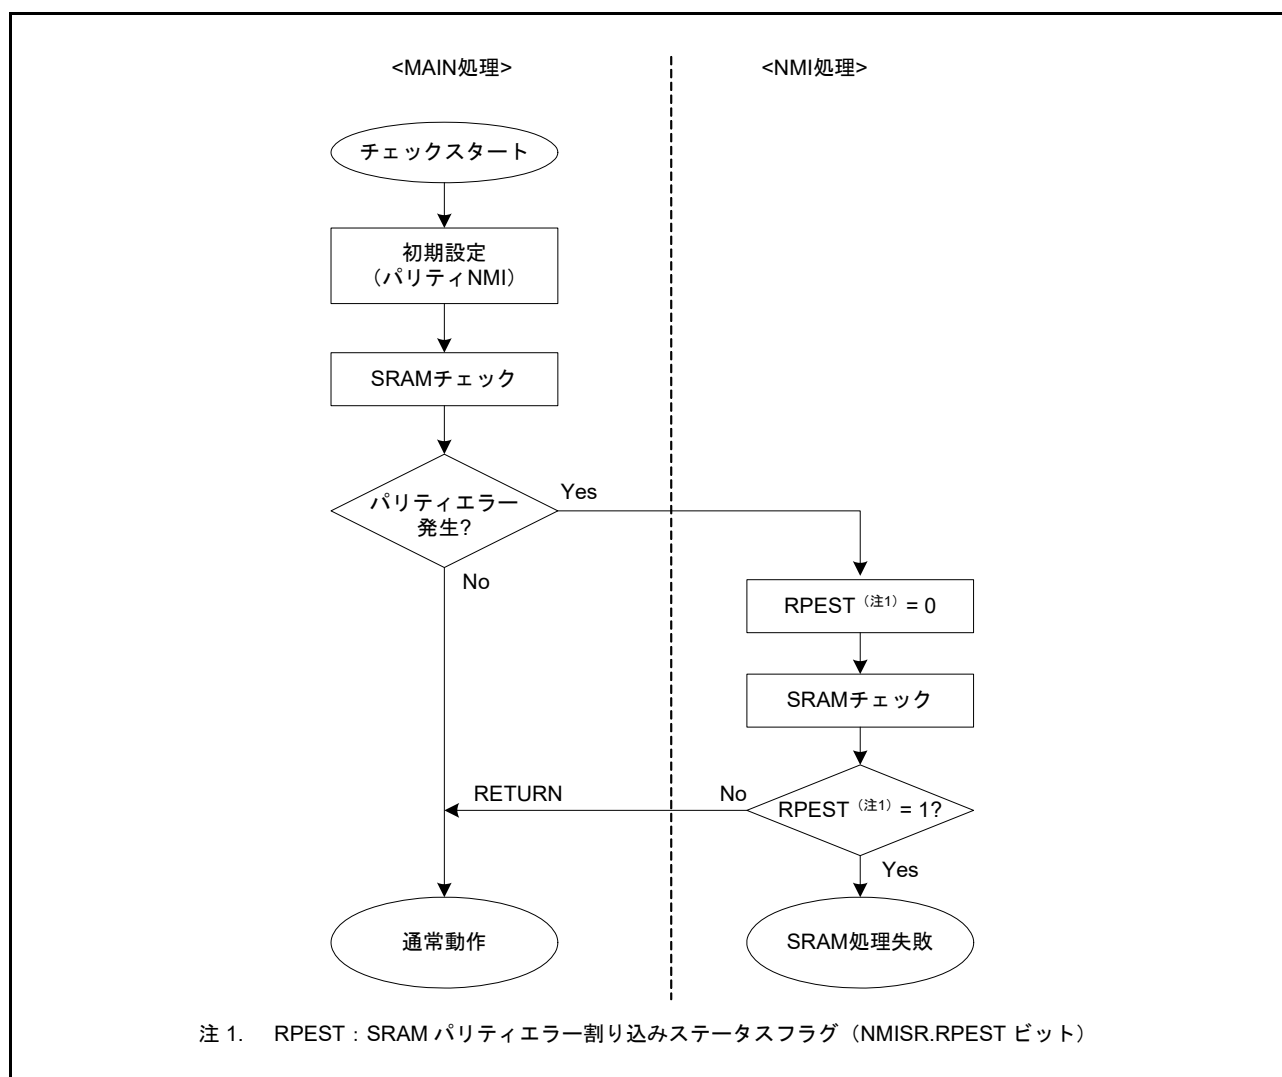 <MAIN処理>
<NMI処理>
チェックスタート
初期設定
（パリティNMI）
SRAMチェック
パリティエラー
発生?
Yes
No
RPEST（注1）= 0
SRAMチェック
RPEST（注1）= 1?
No
RETURN
Yes
通常動作
SRAM処理失敗
注 1. RPEST：SRAM パリティエラー割り込みステータスフラグ（NMISR.RPEST ビット）